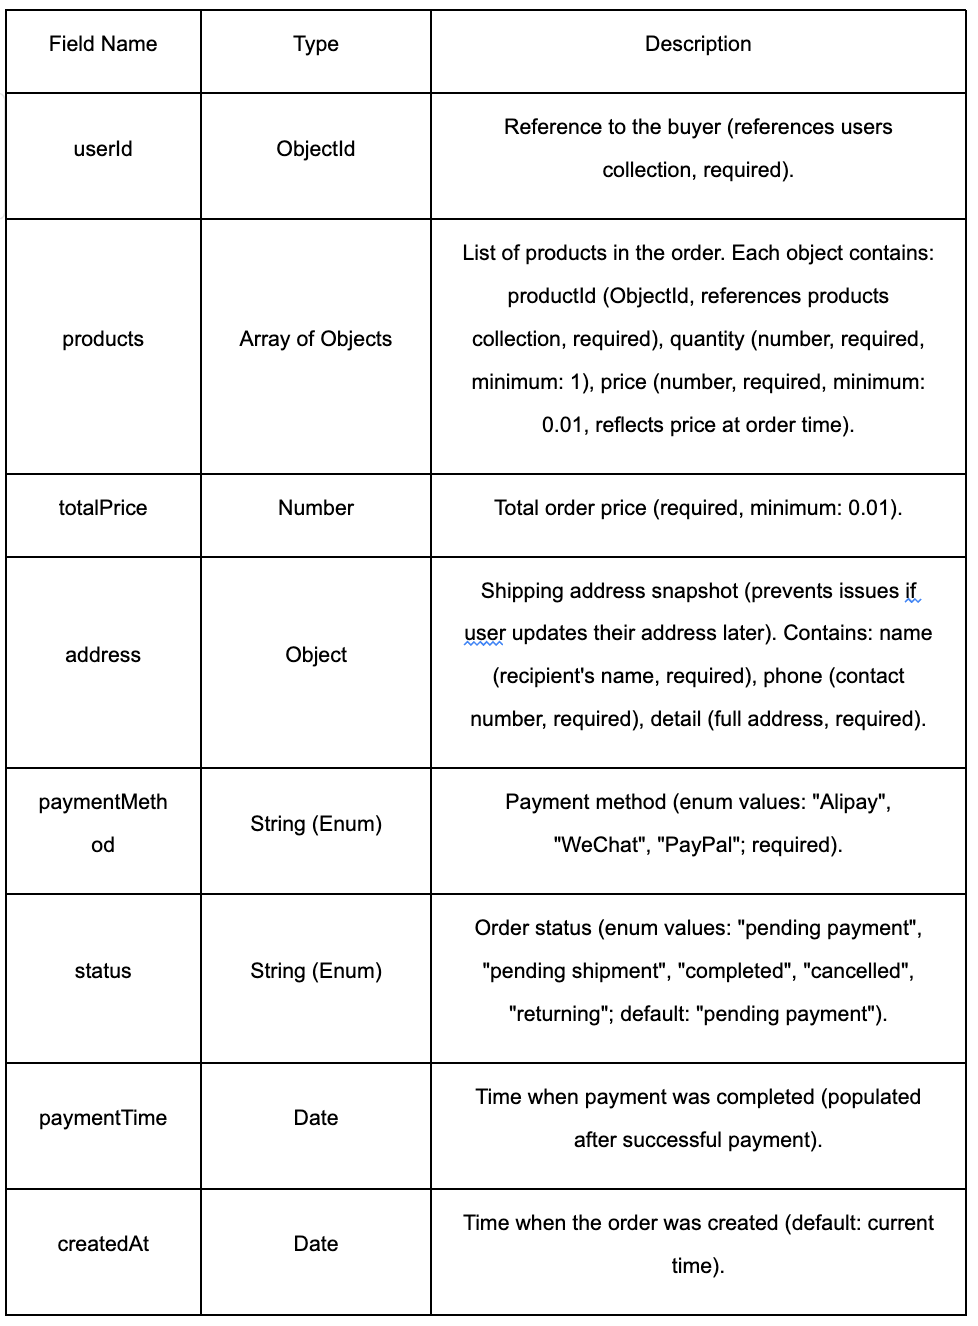 Field Name
Type
Description
userId
ObjectId
Reference to the buyer (references users
collection, required).
products
Array of Objects
List of products in the order. Each object contains:
productId (ObjectId, references products
collection, required), quantity (number, required,
minimum: 1), price (number, required, minimum:
0.01, reflects price at order time).
totalPrice
Number
Total order price (required, minimum: 0.01).
address
Object
Shipping address snapshot (prevents issues if
user updates their address later). Contains: name
(recipient's name, required), phone (contact
number, required), detail (full address, required).
paymentMeth
od
String (Enum)
Payment method (enum values: "Alipay",
"WeChat", "PayPal"; required).
status
String (Enum)
Order status (enum values: "pending payment",
"pending shipment", "completed", "cancelled",
"returning"; default: "pending payment").
paymentTime
Date
Time when payment was completed (populated
after successful payment).
createdAt
Date
Time when the order was created (default: current
time).